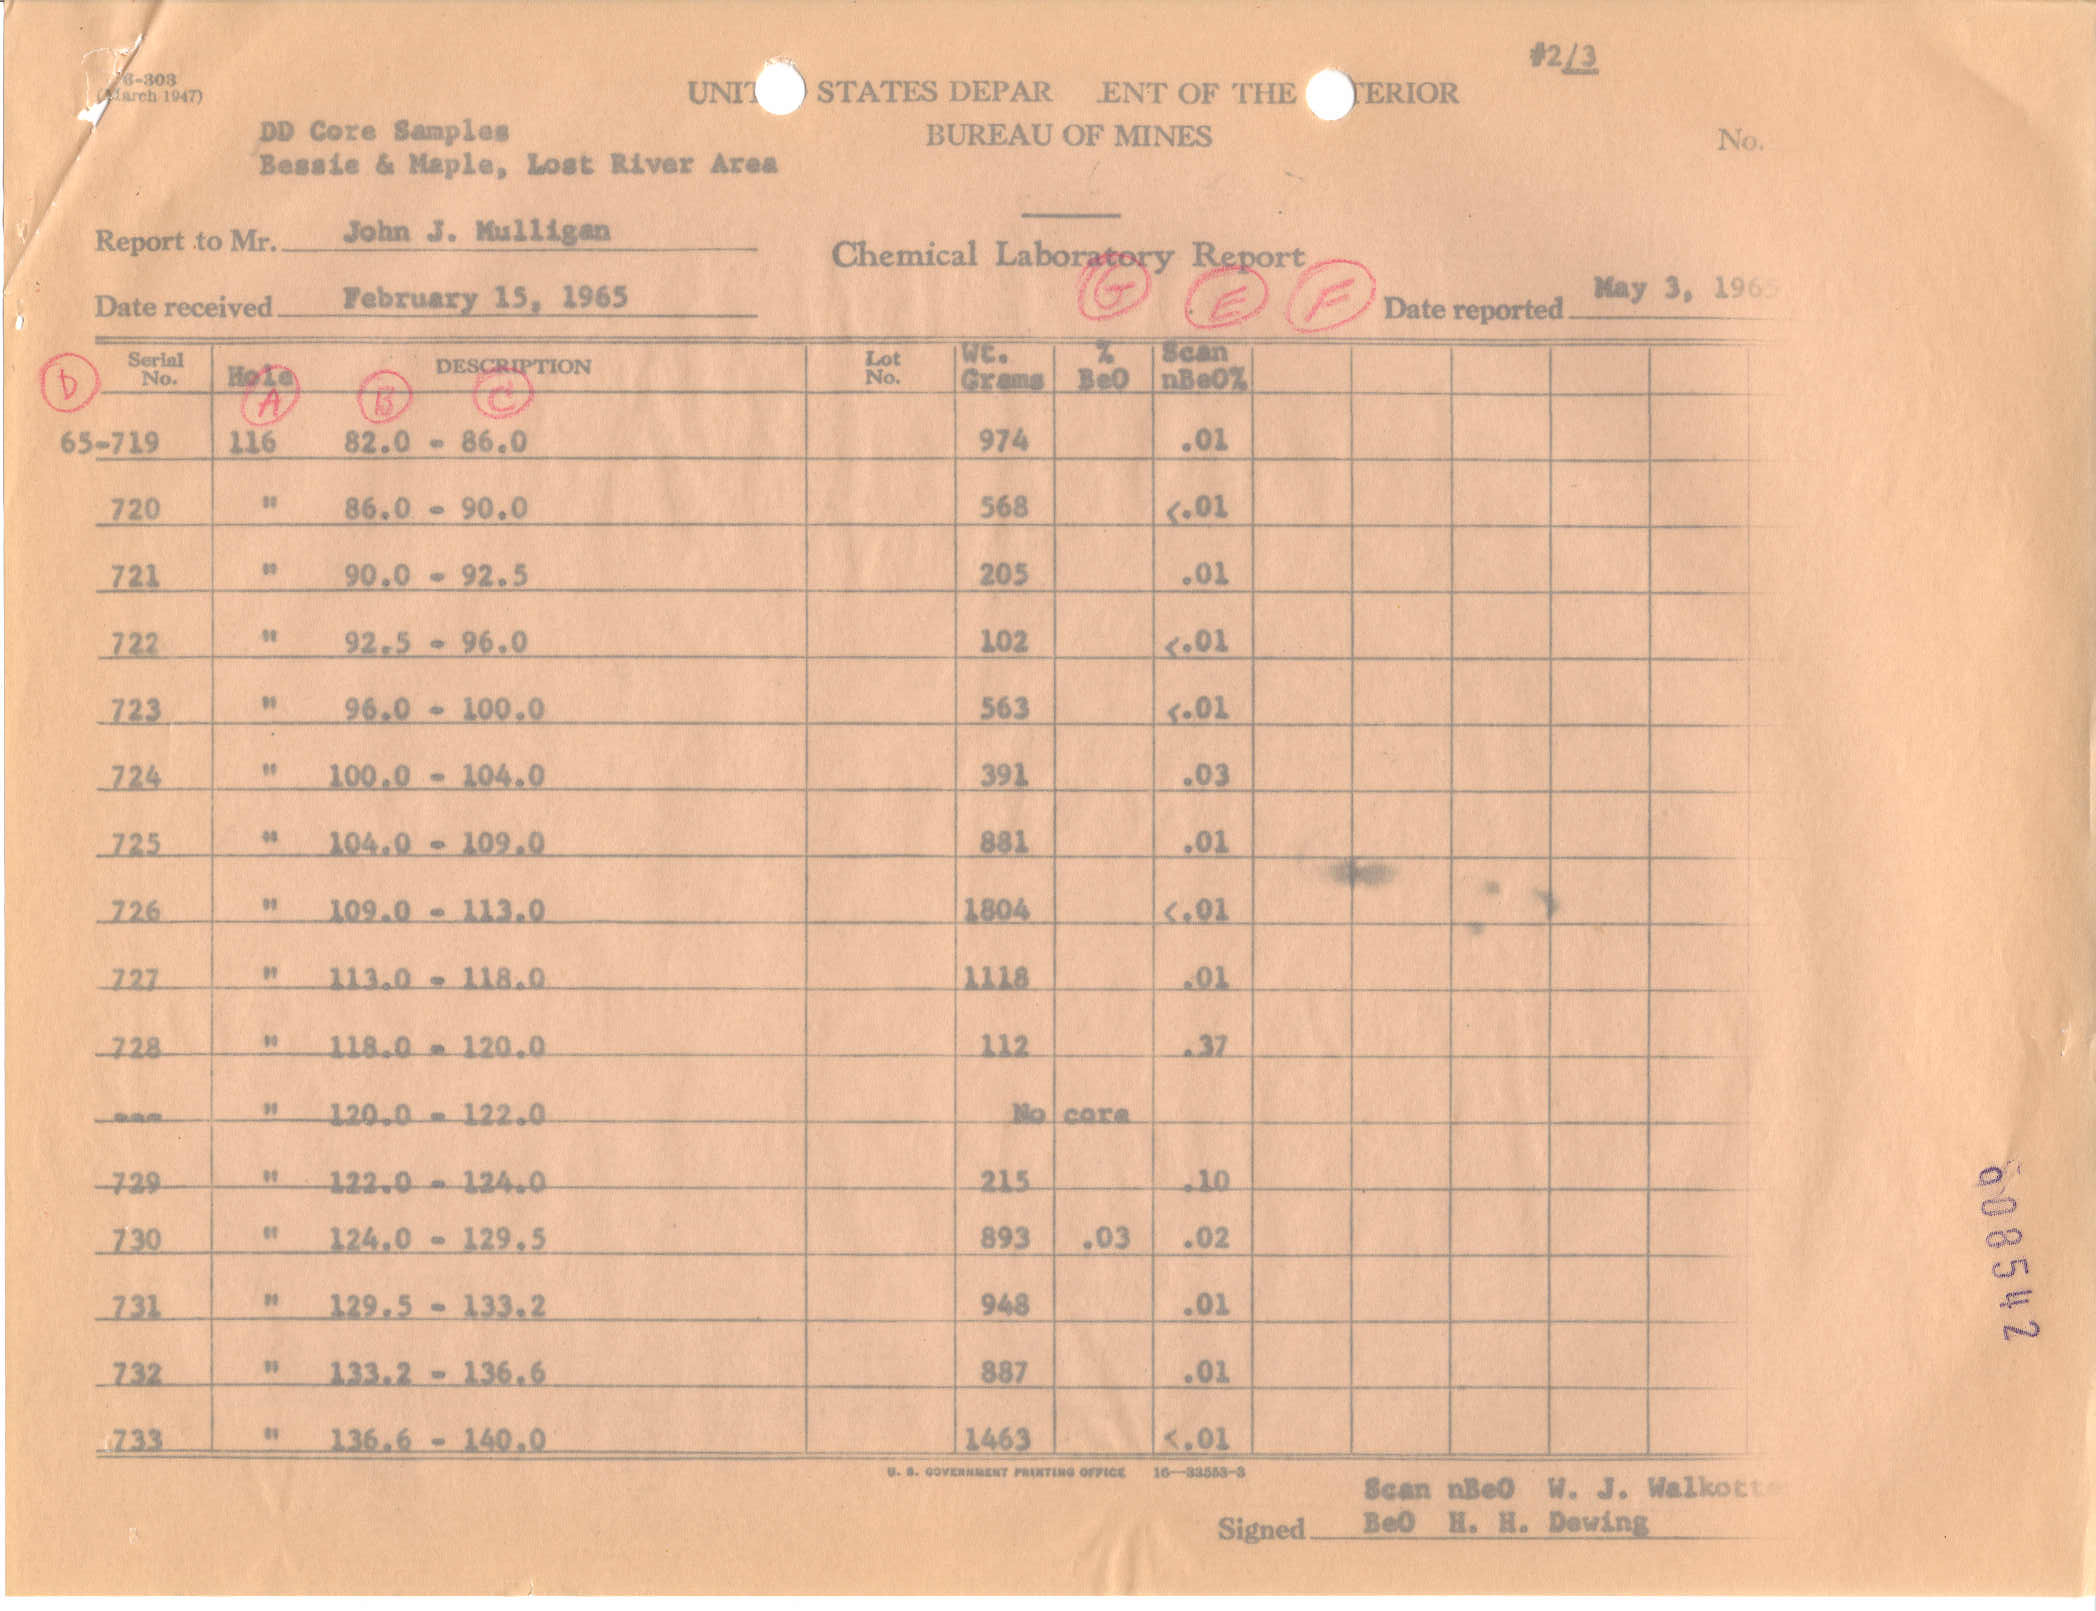 #2/3
6-303
(March 1947)
UNIT STATES DEPAR ENT OF THE TERIOR
BUREAU OF MINES
No.
DD Core Samples
Bessie & Maple, Lost River Area
Report to Mr. John J. Mulligan
Chemical Laboratory Report
Date received February 15, 1965
G E F
Date reported May 3, 1965
D
Serial No. Hole DESCRIPTION Lot No. Wt. Grams % BeO Scan nBeO%
A B C
65-719 116 82.0 - 86.0 974 .01
720 " 86.0 - 90.0 568 <.01
721 " 90.0 - 92.5 205 .01
722 " 92.5 - 96.0 102 <.01
723 " 96.0 - 100.0 563 <.01
724 " 100.0 - 104.0 391 .03
725 " 104.0 - 109.0 881 .01
726 " 109.0 - 113.0 1804 <.01
727 " 113.0 - 118.0 1118 .01
728 " 118.0 - 120.0 112 .37
--- " 120.0 - 122.0 No core
729 " 122.0 - 124.0 215 .10
730 " 124.0 - 129.5 893 .03 .02
731 " 129.5 - 133.2 948 .01
732 " 133.2 - 136.6 887 .01
733 " 136.6 - 140.0 1463 <.01
U. S. GOVERNMENT PRINTING OFFICE 16—33553-3
Scan nBeO W. J. Walkotte
Signed BeO H. H. Dewing
08542